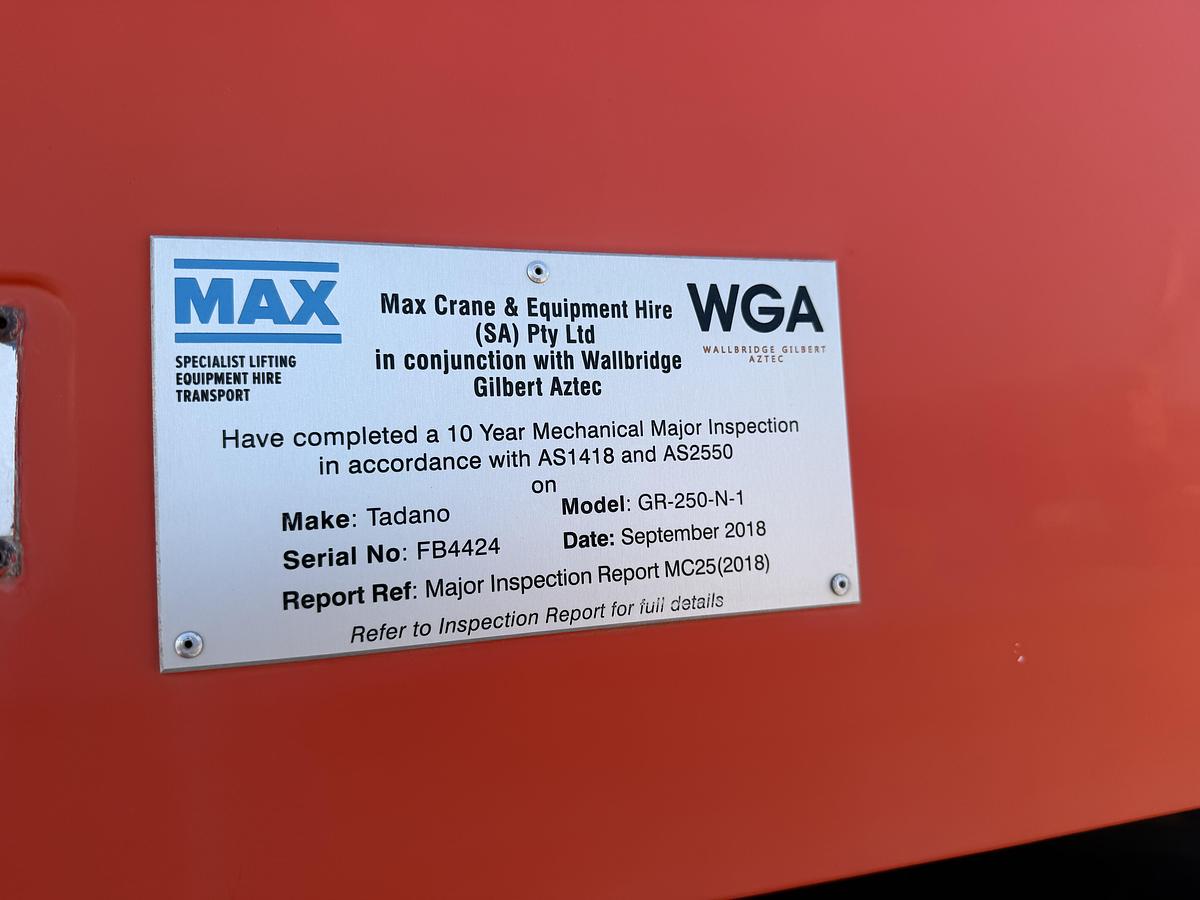 MAX
SPECIALIST LIFTING
EQUIPMENT HIRE
TRANSPORT
Max Crane & Equipment Hire
(SA) Pty Ltd
in conjunction with Wallbridge
Gilbert Aztec
WGA
WALLBRIDGE GILBERT
AZTEC
Have completed a 10 Year Mechanical Major Inspection
in accordance with AS1418 and AS2550
on
Make: Tadano Model: GR-250-N-1
Serial No: FB4424 Date: September 2018
Report Ref: Major Inspection Report MC25(2018)
Refer to Inspection Report for full details